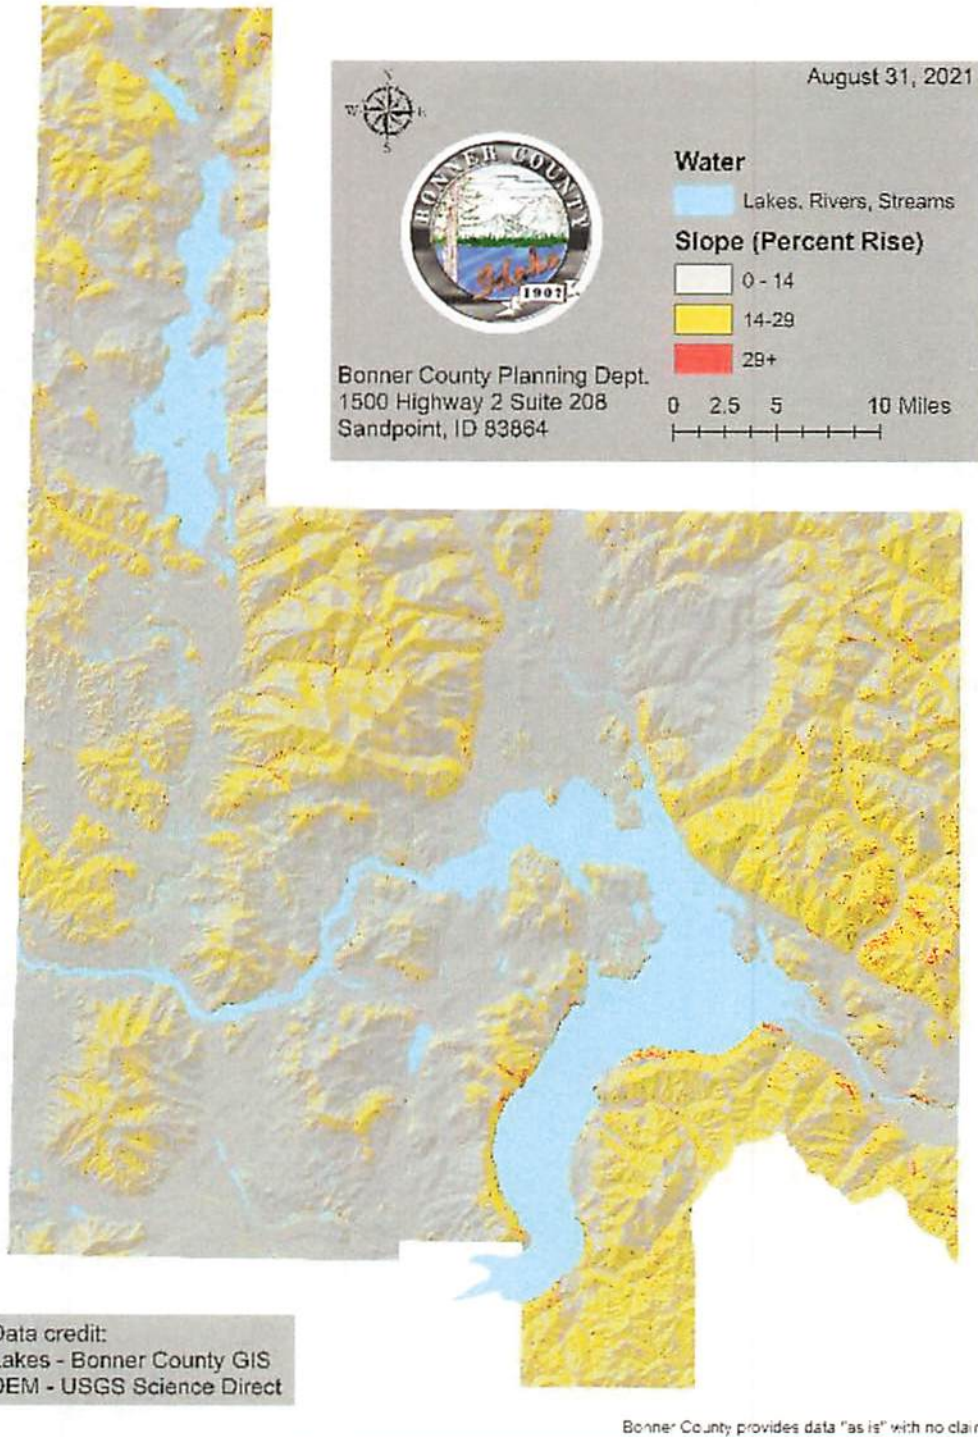 August 31, 2021
N
W
E
S
BONNER COUNTY
Idaho
1907
Water
Lakes, Rivers, Streams
Slope (Percent Rise)
0 - 14
14-29
29+
Bonner County Planning Dept.
1500 Highway 2 Suite 208
Sandpoint, ID 83864
0 2.5 5 10 Miles
Data credit:
Lakes - Bonner County GIS
DEM - USGS Science Direct
Bonner County provides data "as is" with no clai